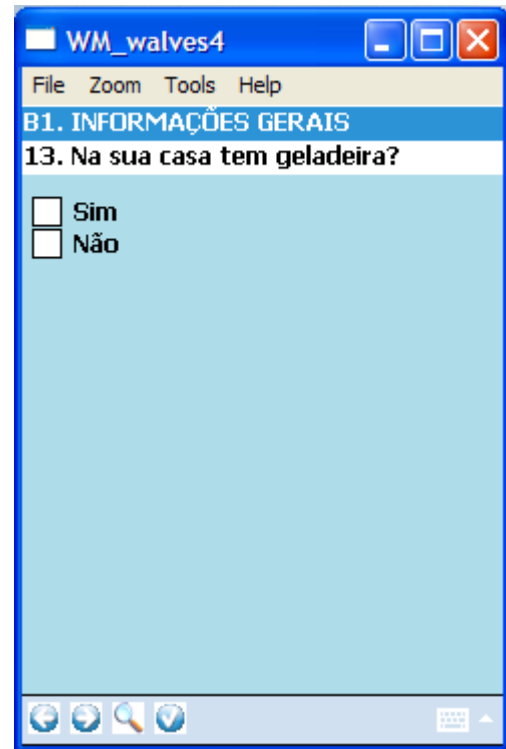 WM_walves4
File Zoom Tools Help
B1. INFORMAÇÕES GERAIS
13. Na sua casa tem geladeira?
Sim
Não